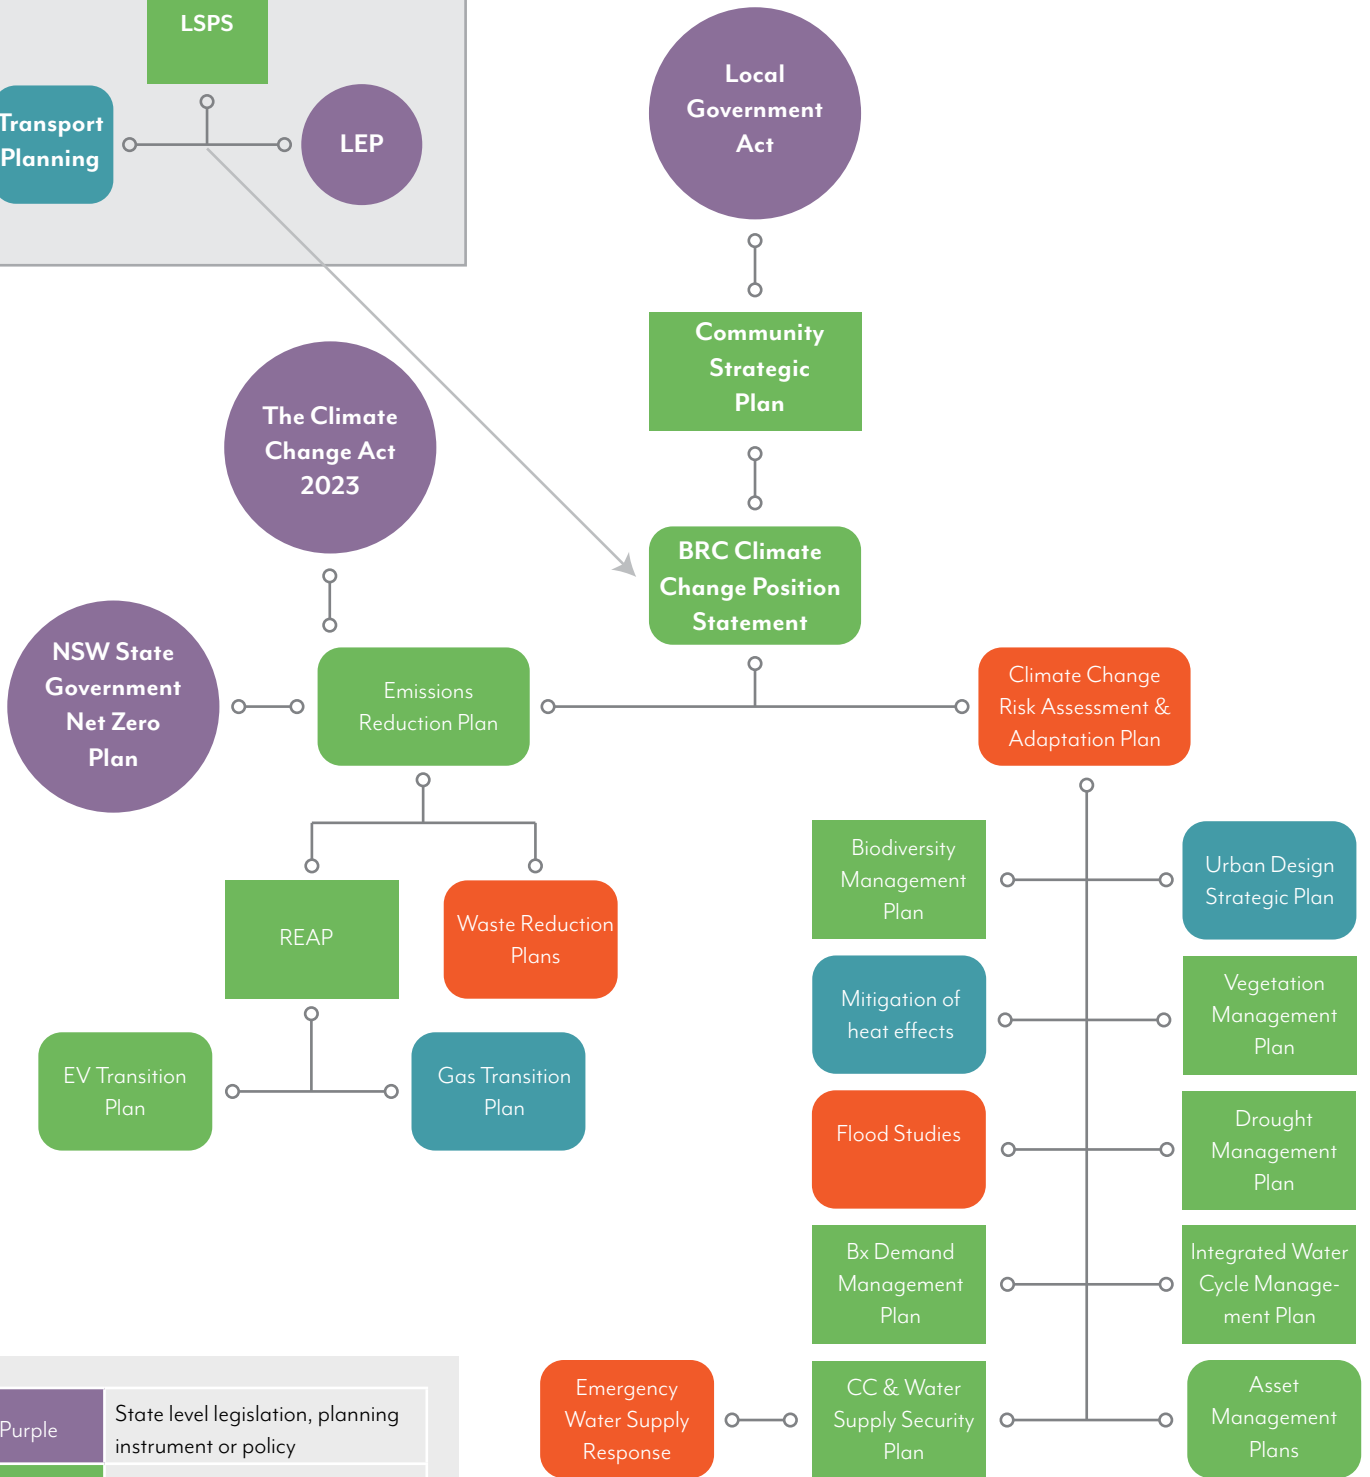 LSPS
Transport
Planning
LEP
Local
Government
Act
Community
Strategic
Plan
The Climate
Change Act
2023
BRC Climate
Change Position
Statement
NSW State
Government
Net Zero
Plan
Emissions
Reduction Plan
Climate Change
Risk Assessment &
Adaptation Plan
REAP
Waste Reduction
Plans
EV Transition
Plan
Gas Transition
Plan
Biodiversity
Management
Plan
Urban Design
Strategic Plan
Mitigation of
heat effects
Vegetation
Management
Plan
Flood Studies
Drought
Management
Plan
Bx Demand
Management
Plan
Integrated Water
Cycle Manage-
ment Plan
Emergency
Water Supply
Response
CC & Water
Supply Security
Plan
Asset
Management
Plans
Purple
State level legislation, planning
instrument or policy